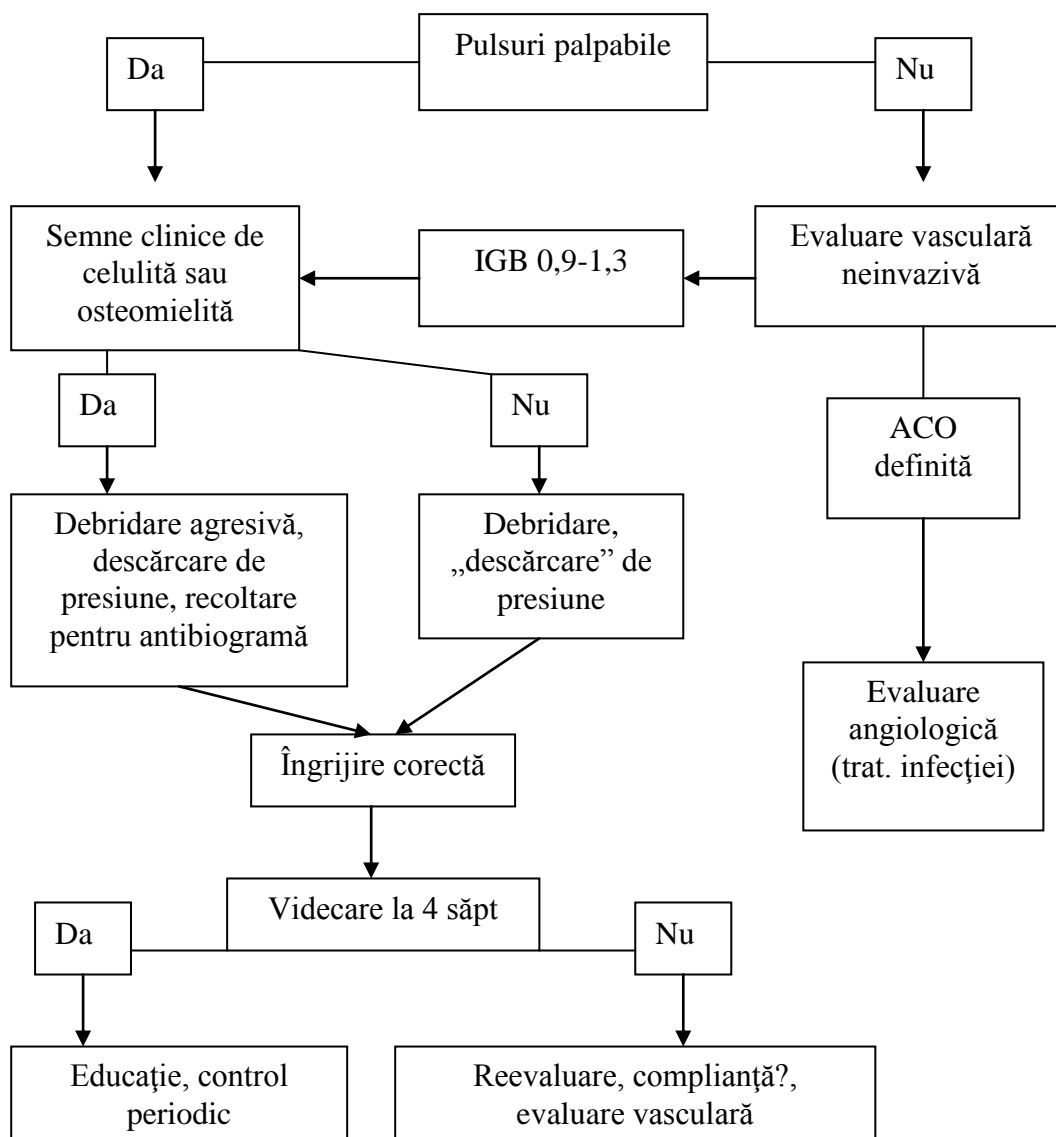 Pulsuri palpabile
Da
Nu
Semne clinice de
celulită sau
osteomielită
IGB 0,9-1,3
Evaluare vasculară
neinvazivă
Da
Nu
ACO
definită
Debridare agresivă,
descărcare de
presiune, recoltare
pentru antibiogramă
Debridare,
„descărcare” de
presiune
Evaluare
angiologică
(trat. infecţiei)
Îngrijire corectă
Videcare la 4 săpt
Da
Nu
Educaţie, control
periodic
Reevaluare, complianţă?,
evaluare vasculară